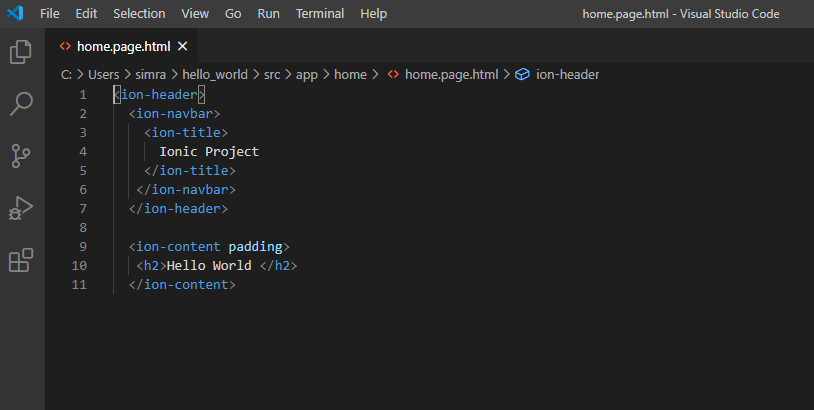 File Edit Selection View Go Run Terminal Help home.page.html - Visual Studio Code
home.page.html
C: > Users > simra > hello_world > src > app > home > home.page.html > ion-header
1 <ion-header>
2 <ion-navbar>
3 <ion-title>
4 Ionic Project
5 </ion-title>
6 </ion-navbar>
7 </ion-header>
8
9 <ion-content padding>
10 <h2>Hello World </h2>
11 </ion-content>